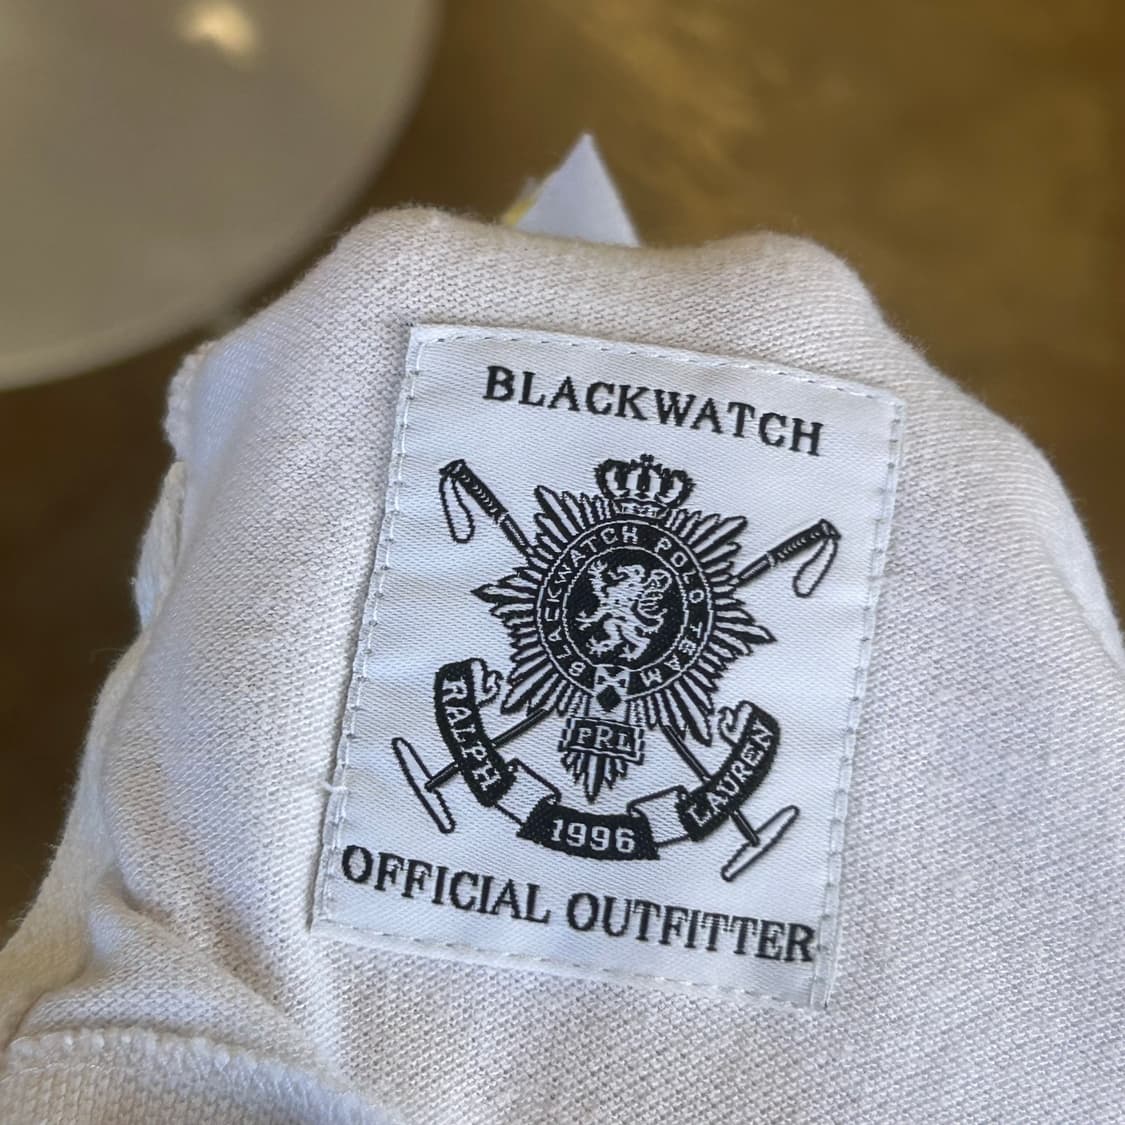 BLACKWATCH
BLACKWATCH POLO TEAM
PRL
RALPH
LAUREN
1996
OFFICIAL OUTFITTER